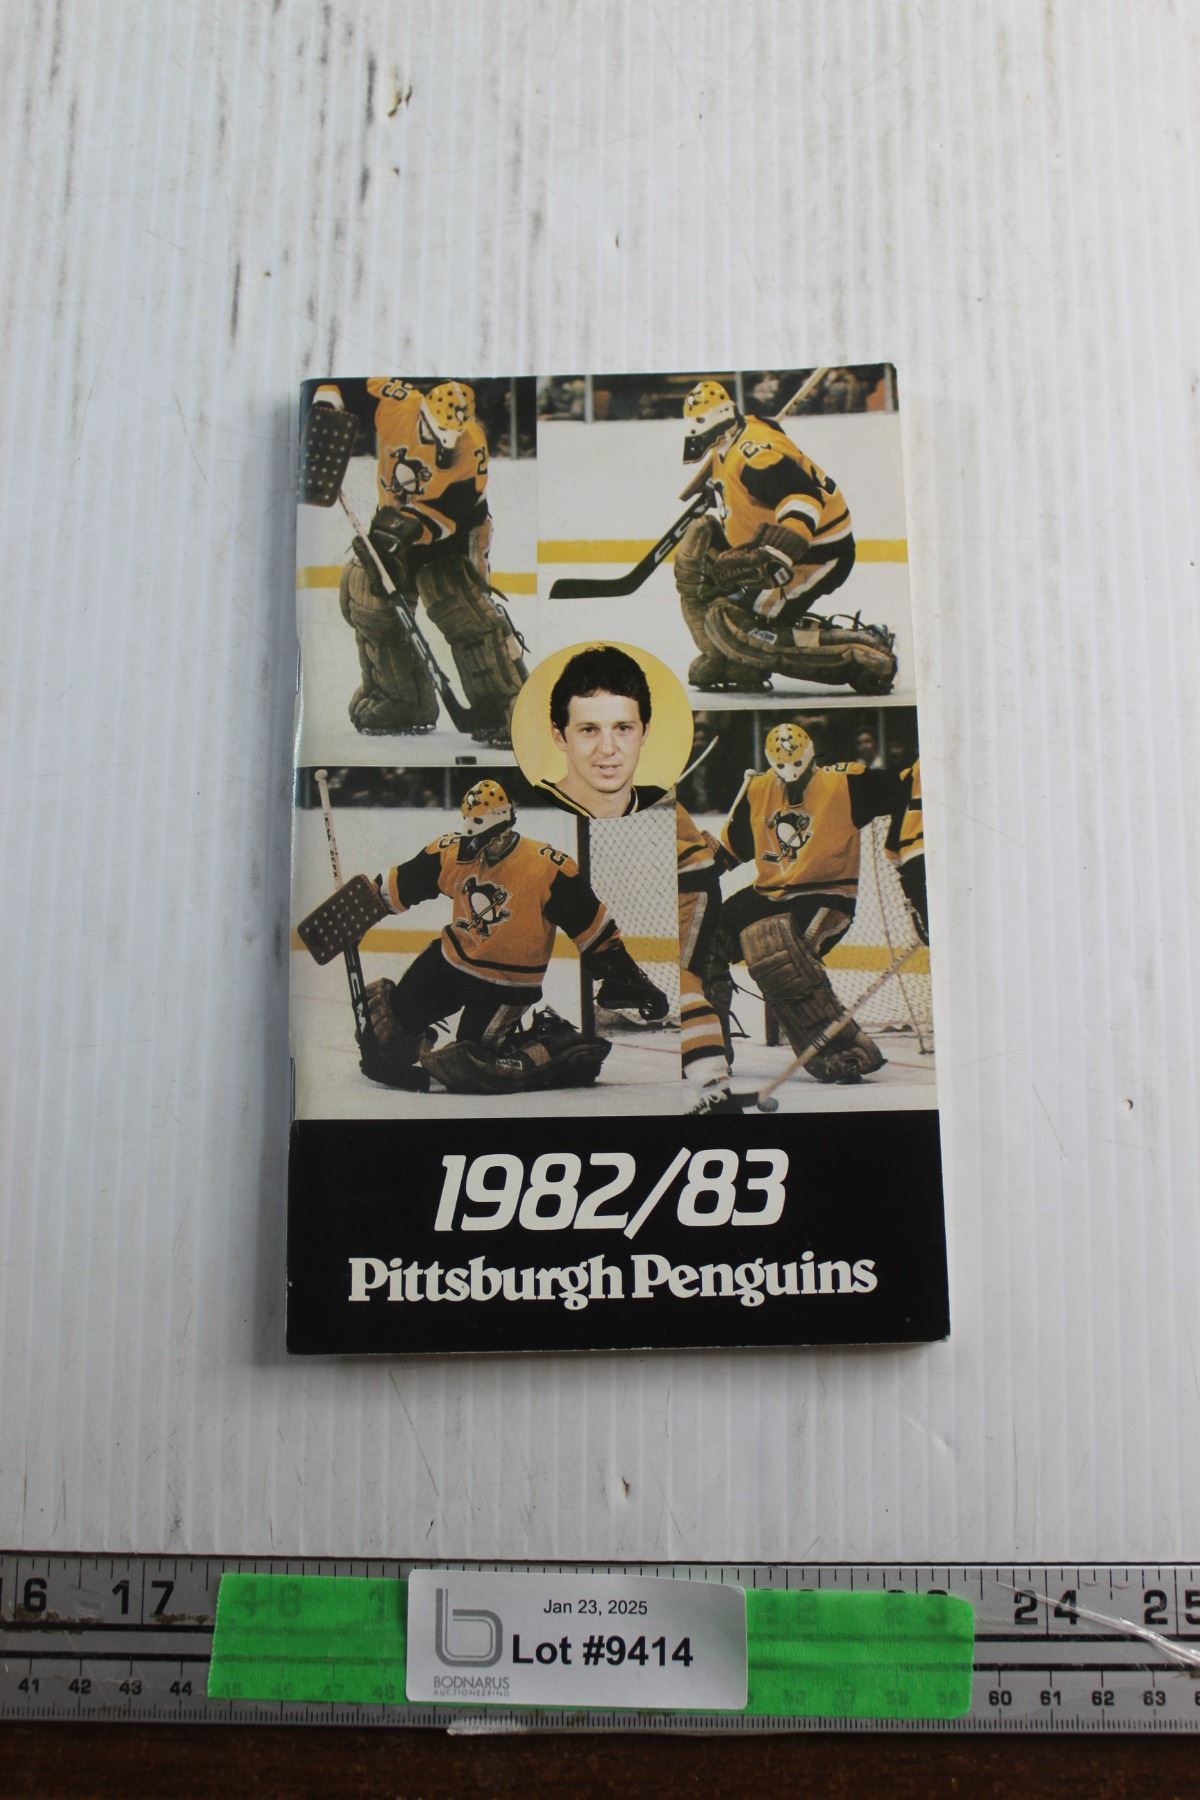 1982/83
Pittsburgh Penguins
Jan 23, 2025
Lot #9414
BODNARUS
AUCTIONEERING
6 17 24 25
41 42 43 44 60 61 62 63